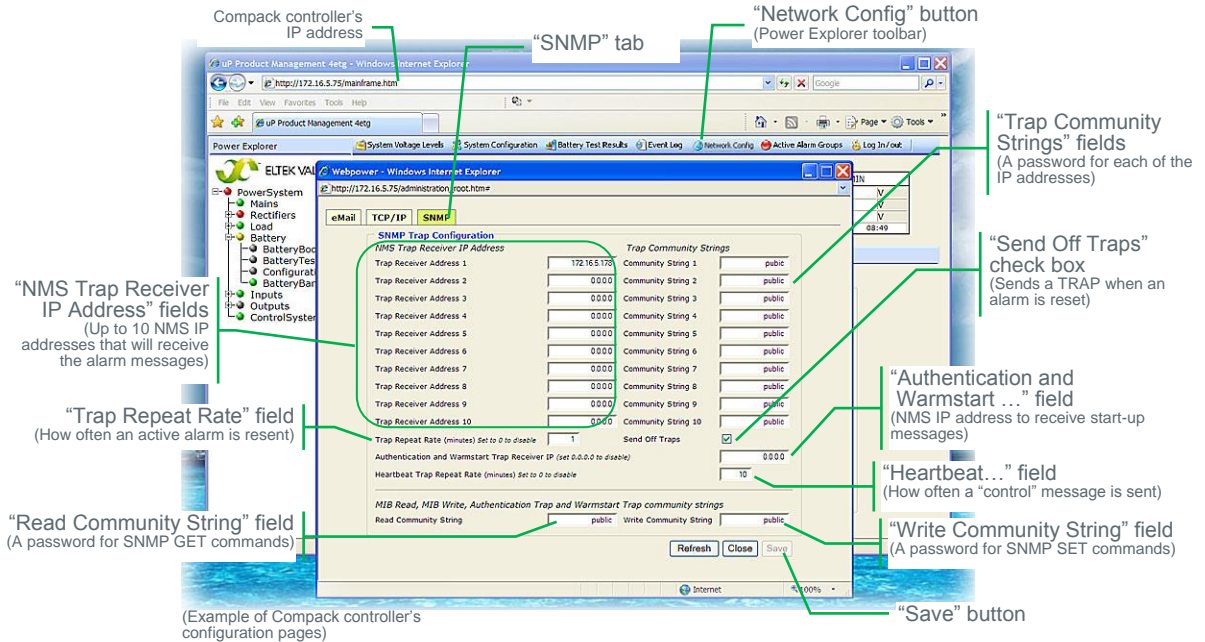 Compack controller's
IP address
"SNMP" tab
"Network Config" button
(Power Explorer toolbar)
uP Product Management 4etg - Windows Internet Explorer
http://172.16.5.75/mainframe.htm
Google
File Edit View Favorites Tools Help
uP Product Management 4etg
Page Tools
Power Explorer
System Voltage Levels System Configuration Battery Test Results Event Log Network Config Active Alarm Groups Log In/out
ELTEK VAL
PowerSystem
Mains
Rectifiers
Load
Battery
BatteryBoo
BatteryTes
Configurati
BatteryBan
Inputs
Outputs
ControlSyster
MIN
V
V
V
08:49
Webpower - Windows Internet Explorer
http://172.16.5.75/administration_root.htm#
eMail TCP/IP SNMP
SNMP Trap Configuration
NMS Trap Receiver IP Address Trap Community Strings
Trap Receiver Address 1 172.16.5.178 Community String 1 public
Trap Receiver Address 2 0.0.0.0 Community String 2 public
Trap Receiver Address 3 0.0.0.0 Community String 3 public
Trap Receiver Address 4 0.0.0.0 Community String 4 public
Trap Receiver Address 5 0.0.0.0 Community String 5 public
Trap Receiver Address 6 0.0.0.0 Community String 6 public
Trap Receiver Address 7 0.0.0.0 Community String 7 public
Trap Receiver Address 8 0.0.0.0 Community String 8 public
Trap Receiver Address 9 0.0.0.0 Community String 9 public
Trap Receiver Address 10 0.0.0.0 Community String 10 public
Trap Repeat Rate (minutes) Set to 0 to disable 1 Send Off Traps
Authentication and Warmstart Trap Receiver IP (set 0.0.0.0 to disable) 0.0.0.0
Heartbeat Trap Repeat Rate (minutes) Set to 0 to disable 10
MIB Read, MIB Write, Authentication Trap and Warmstart Trap community strings
Read Community String public Write Community String public
Refresh Close Save
Internet 100%
"NMS Trap Receiver
IP Address" fields
(Up to 10 NMS IP
addresses that will receive
the alarm messages)
"Trap Repeat Rate" field
(How often an active alarm is resent)
"Read Community String" field
(A password for SNMP GET commands)
(Example of Compack controller's
configuration pages)
"Trap Community
Strings" fields
(A password for each of the
IP addresses)
"Send Off Traps"
check box
(Sends a TRAP when an
alarm is reset)
"Authentication and
Warmstart …" field
(NMS IP address to receive start-up
messages)
"Heartbeat…" field
(How often a "control" message is sent)
"Write Community String" field
(A password for SNMP SET commands)
"Save" button